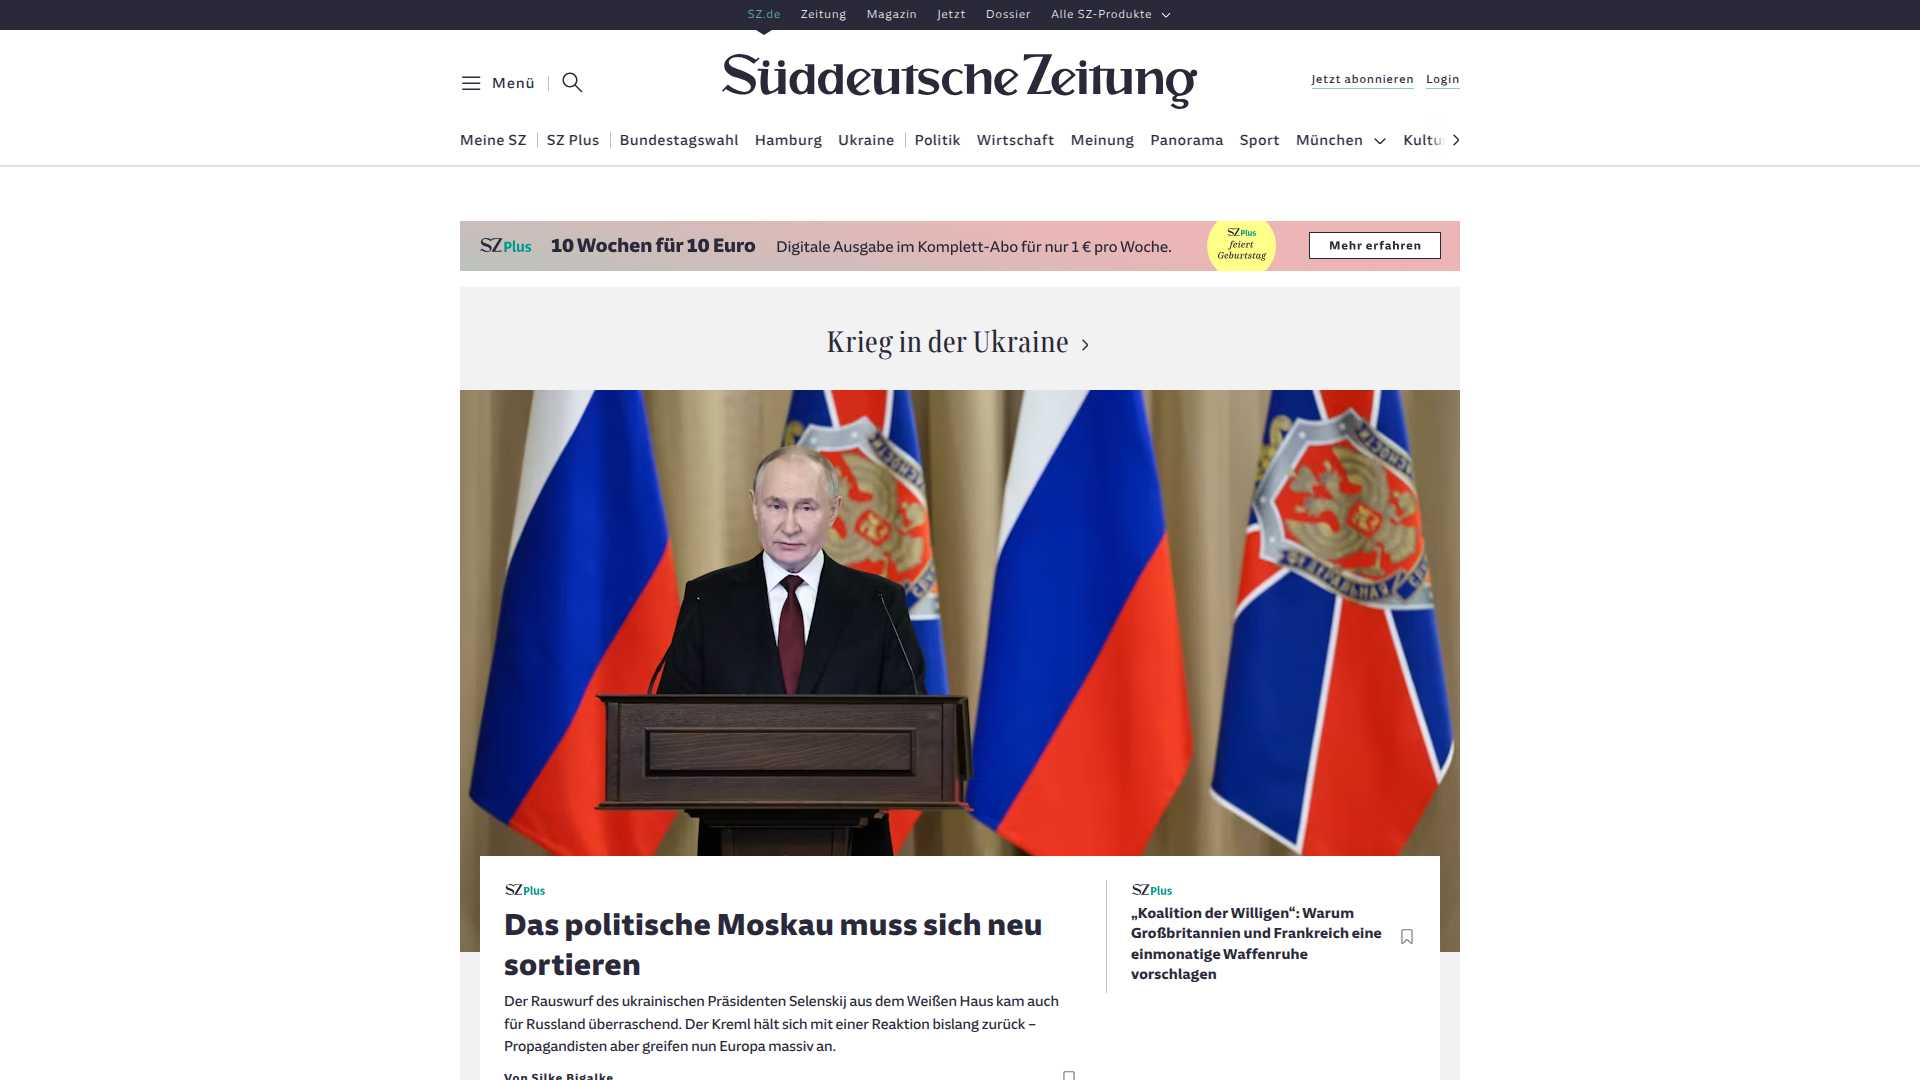 SZ.de Zeitung Magazin Jetzt Dossier Alle SZ-Produkte
Menü
Süddeutsche Zeitung
Jetzt abonnieren Login
Meine SZ SZ Plus Bundestagswahl Hamburg Ukraine Politik Wirtschaft Meinung Panorama Sport München Kultu
SZ Plus 10 Wochen für 10 Euro Digitale Ausgabe im Komplett-Abo für nur 1 € pro Woche.
SZ Plus
feiert
Geburtstag
Mehr erfahren
Krieg in der Ukraine
SZ Plus
Das politische Moskau muss sich neu
sortieren
Der Rauswurf des ukrainischen Präsidenten Selenskij aus dem Weißen Haus kam auch
für Russland überraschend. Der Kreml hält sich mit einer Reaktion bislang zurück –
Propagandisten aber greifen nun Europa massiv an.
Von Silke Bigalke
SZ Plus
„Koalition der Willigen“: Warum
Großbritannien und Frankreich eine
einmonatige Waffenruhe
vorschlagen